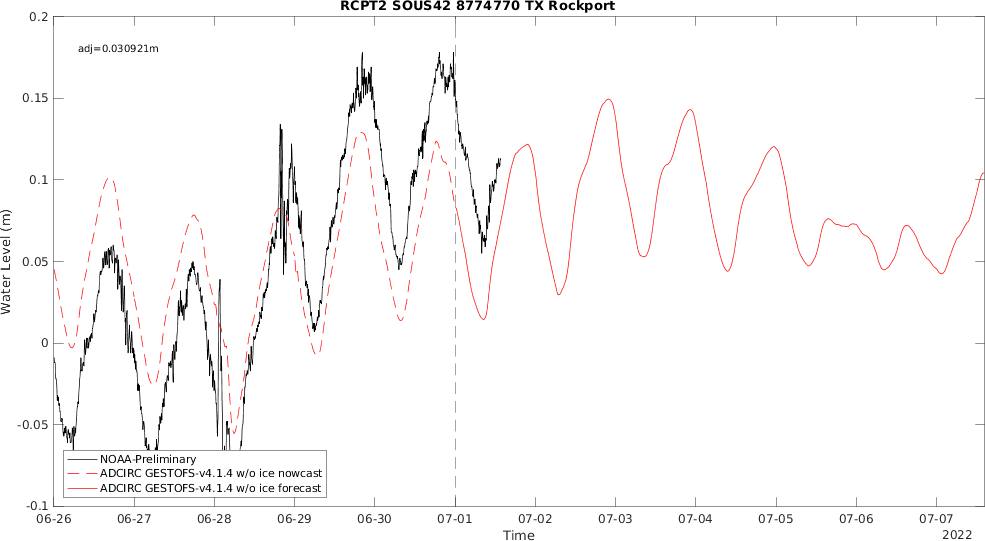 RCPT2 SOUS42 8774770 TX Rockport
adj=0.030921m
0.2
0.15
0.1
0.05
0
-0.05
-0.1
Water Level (m)
NOAA-Preliminary
ADCIRC GESTOFS-v4.1.4 w/o ice nowcast
ADCIRC GESTOFS-v4.1.4 w/o ice forecast
06-26 06-27 06-28 06-29 06-30 07-01 07-02 07-03 07-04 07-05 07-06 07-07
Time
2022